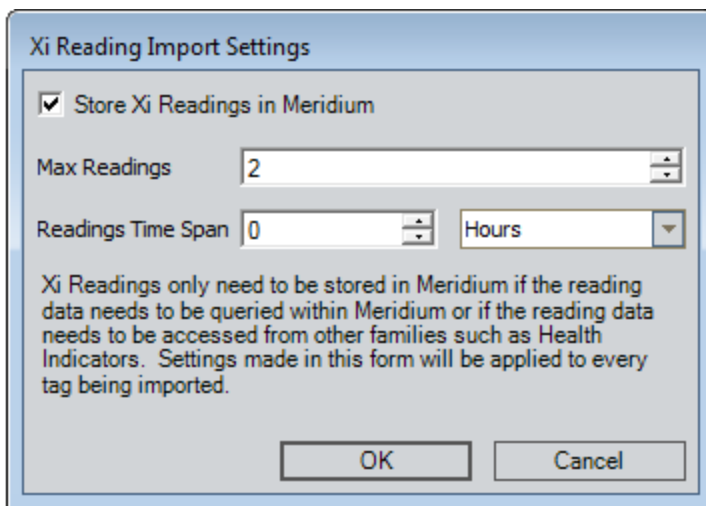 Xi Reading Import Settings
Store Xi Readings in Meridium
Max Readings 2
Readings Time Span 0 Hours
Xi Readings only need to be stored in Meridium if the reading
data needs to be queried within Meridium or if the reading data
needs to be accessed from other families such as Health
Indicators.  Settings made in this form will be applied to every
tag being imported.
OK Cancel